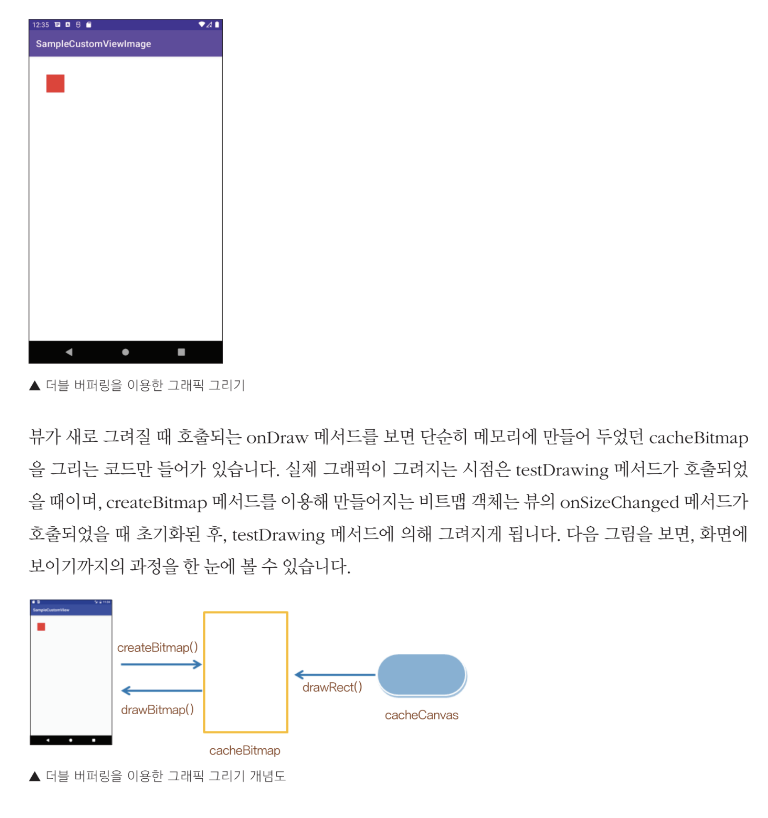 12:35
SampleCustomViewImage
▲ 더블 버퍼링을 이용한 그래픽 그리기
뷰가 새로 그려질 때 호출되는 onDraw 메서드를 보면 단순히 메모리에 만들어 두었던 cacheBitmap
을 그리는 코드만 들어가 있습니다. 실제 그래픽이 그려지는 시점은 testDrawing 메서드가 호출되었
을 때이며, createBitmap 메서드를 이용해 만들어지는 비트맵 객체는 뷰의 onSizeChanged 메서드가
호출되었을 때 초기화된 후, testDrawing 메서드에 의해 그려지게 됩니다. 다음 그림을 보면, 화면에
보이기까지의 과정을 한 눈에 볼 수 있습니다.
SampleCustomView
createBitmap()
drawBitmap()
drawRect()
cacheCanvas
cacheBitmap
▲ 더블 버퍼링을 이용한 그래픽 그리기 개념도